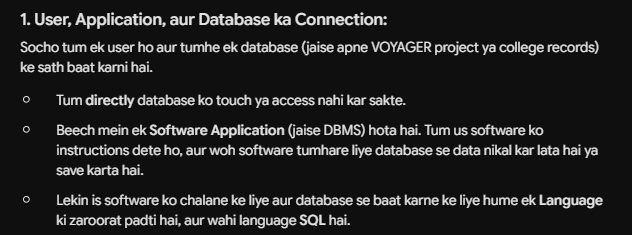 1. User, Application, aur Database ka Connection:
Socho tum ek user ho aur tumhe ek database (jaise apne VOYAGER project ya college records)
ke sath baat karni hai.
○ Tum directly database ko touch ya access nahi kar sakte.
○ Beech mein ek Software Application (jaise DBMS) hota hai. Tum us software ko
instructions dete ho, aur woh software tumhare liye database se data nikal kar lata hai ya
save karta hai.
○ Lekin is software ko chalane ke liye aur database se baat karne ke liye hume ek Language
ki zaroorat padti hai, aur wahi language SQL hai.